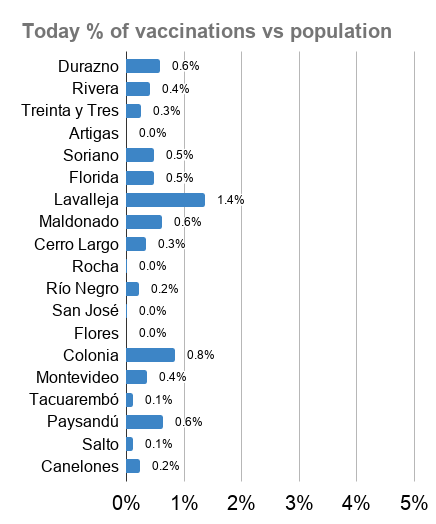 Today % of vaccinations vs population
Durazno 0.6%
Rivera 0.4%
Treinta y Tres 0.3%
Artigas 0.0%
Soriano 0.5%
Florida 0.5%
Lavalleja 1.4%
Maldonado 0.6%
Cerro Largo 0.3%
Rocha 0.0%
Río Negro 0.2%
San José 0.0%
Flores 0.0%
Colonia 0.8%
Montevideo 0.4%
Tacuarembó 0.1%
Paysandú 0.6%
Salto 0.1%
Canelones 0.2%
0% 1% 2% 3% 4% 5%